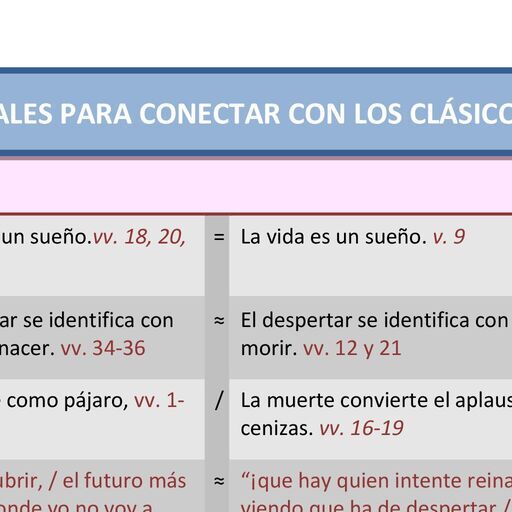 ALES PARA CONECTAR CON LOS CLÁSICO
un sueño.vv. 18, 20, = La vida es un sueño. v. 9
ar se identifica con ≈ El despertar se identifica con
nacer. vv. 34-36 morir. vv. 12 y 21
como pájaro, vv. 1- / La muerte convierte el aplaus
cenizas. vv. 16-19
ubrir, / el futuro más ≈ “¡que hay quien intente reina
onde yo no voy a viendo que ha de despertar /